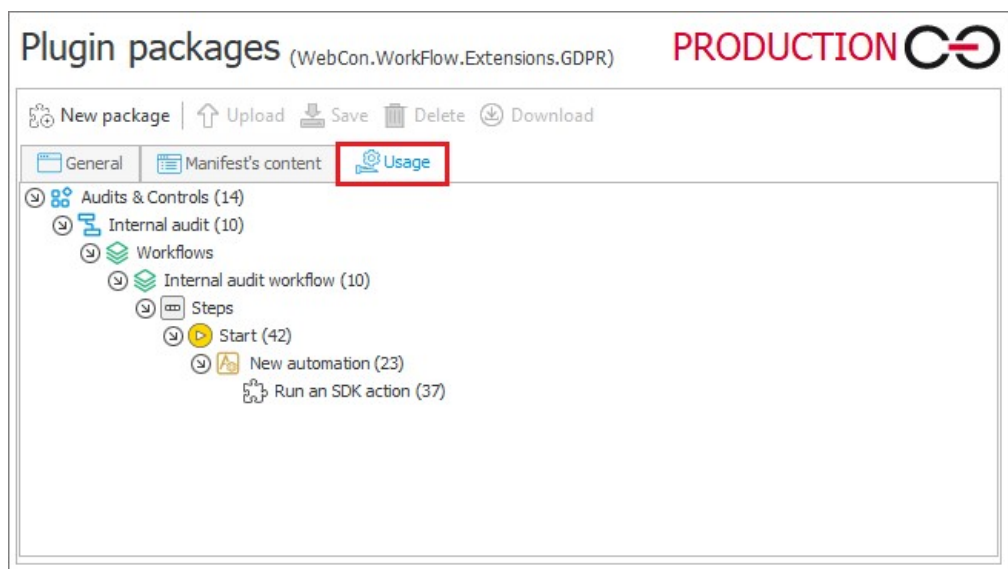 Plugin packages (WebCon.WorkFlow.Extensions.GDPR) PRODUCTION
New package Upload Save Delete Download
General Manifest's content Usage
Audits & Controls (14)
Internal audit (10)
Workflows
Internal audit workflow (10)
Steps
Start (42)
New automation (23)
Run an SDK action (37)